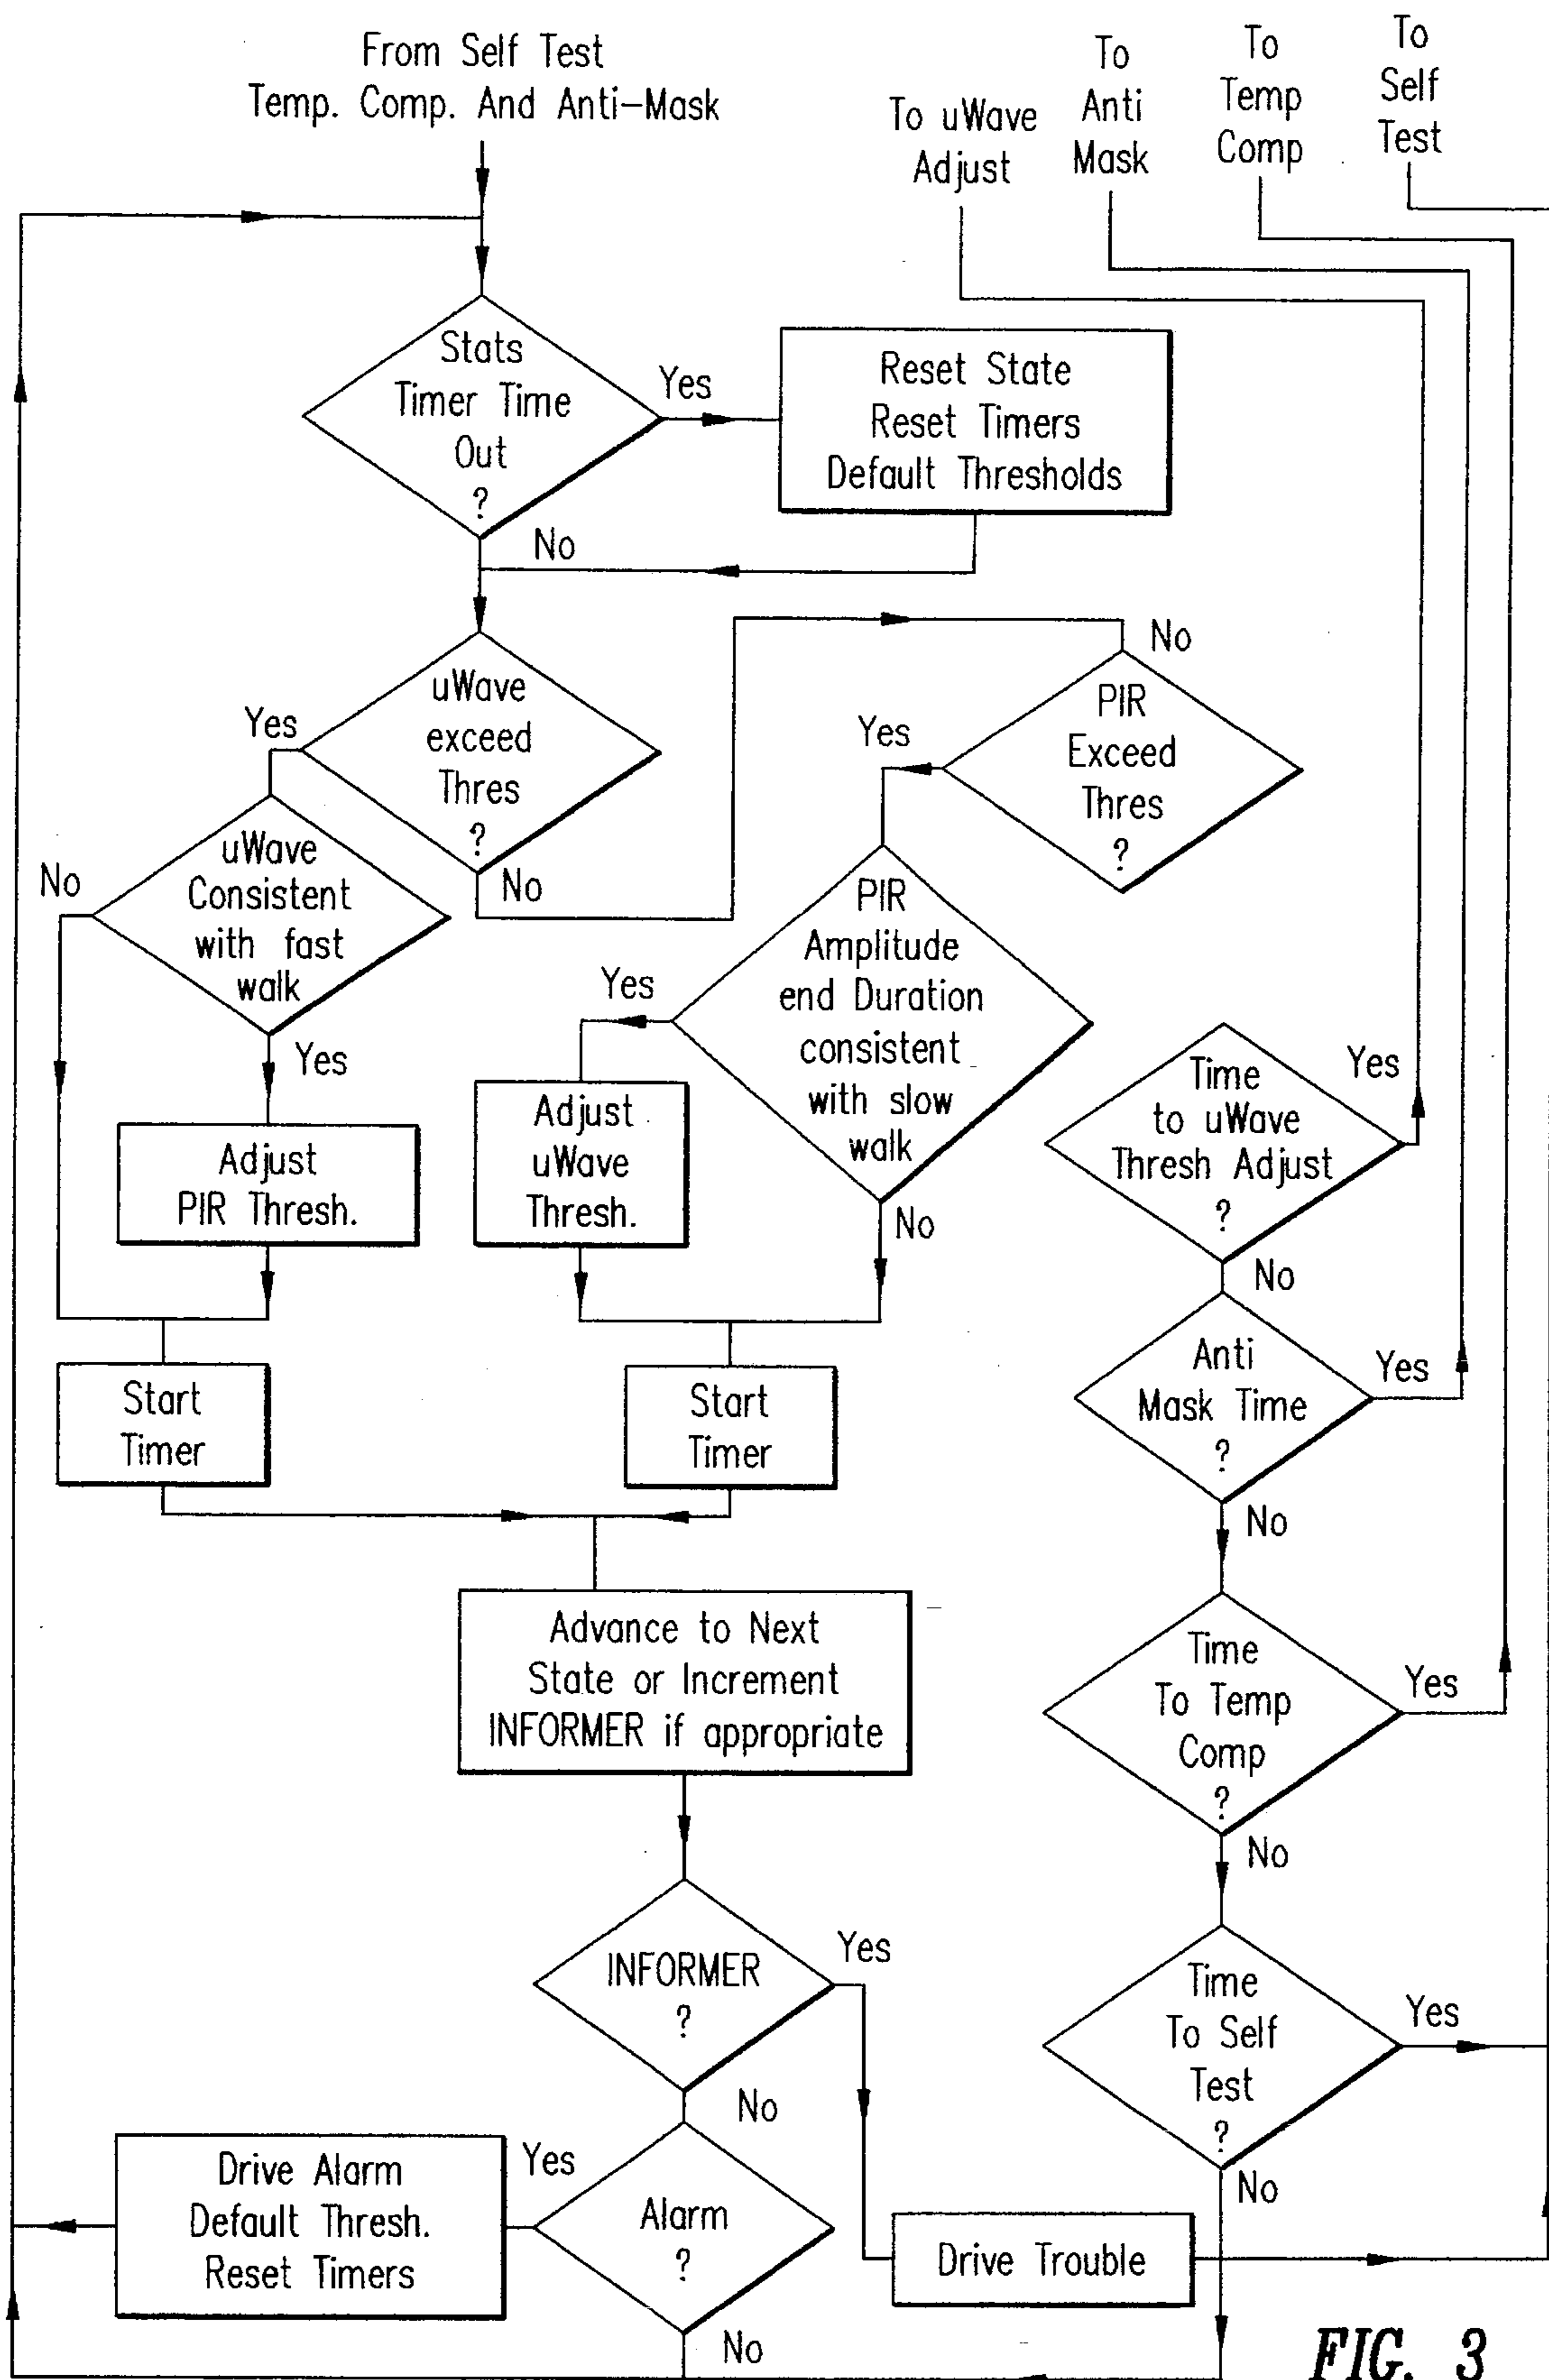 From Self Test
Temp. Comp. And Anti-Mask
To uWave
Adjust
To
Anti
Mask
To
Temp
Comp
To
Self
Test
Stats
Timer Time
Out
?
Yes
No
Reset State
Reset Timers
Default Thresholds
uWave
exceed
Thres
?
Yes
No
PIR
Exceed
Thres
?
No
Yes
uWave
Consistent
with fast
walk
No
Yes
PIR
Amplitude
end Duration
consistent
with slow
walk
Yes
No
Adjust
PIR Thresh.
Adjust
uWave
Thresh.
Time
to uWave
Thresh Adjust
?
Yes
No
Start
Timer
Start
Timer
Anti
Mask Time
?
Yes
No
Advance to Next
State or Increment
INFORMER if appropriate
Time
To Temp
Comp
?
Yes
No
INFORMER
?
Yes
No
Time
To Self
Test
?
Yes
No
Drive Alarm
Default Thresh.
Reset Timers
Yes
Alarm
?
No
Drive Trouble
FIG. 3